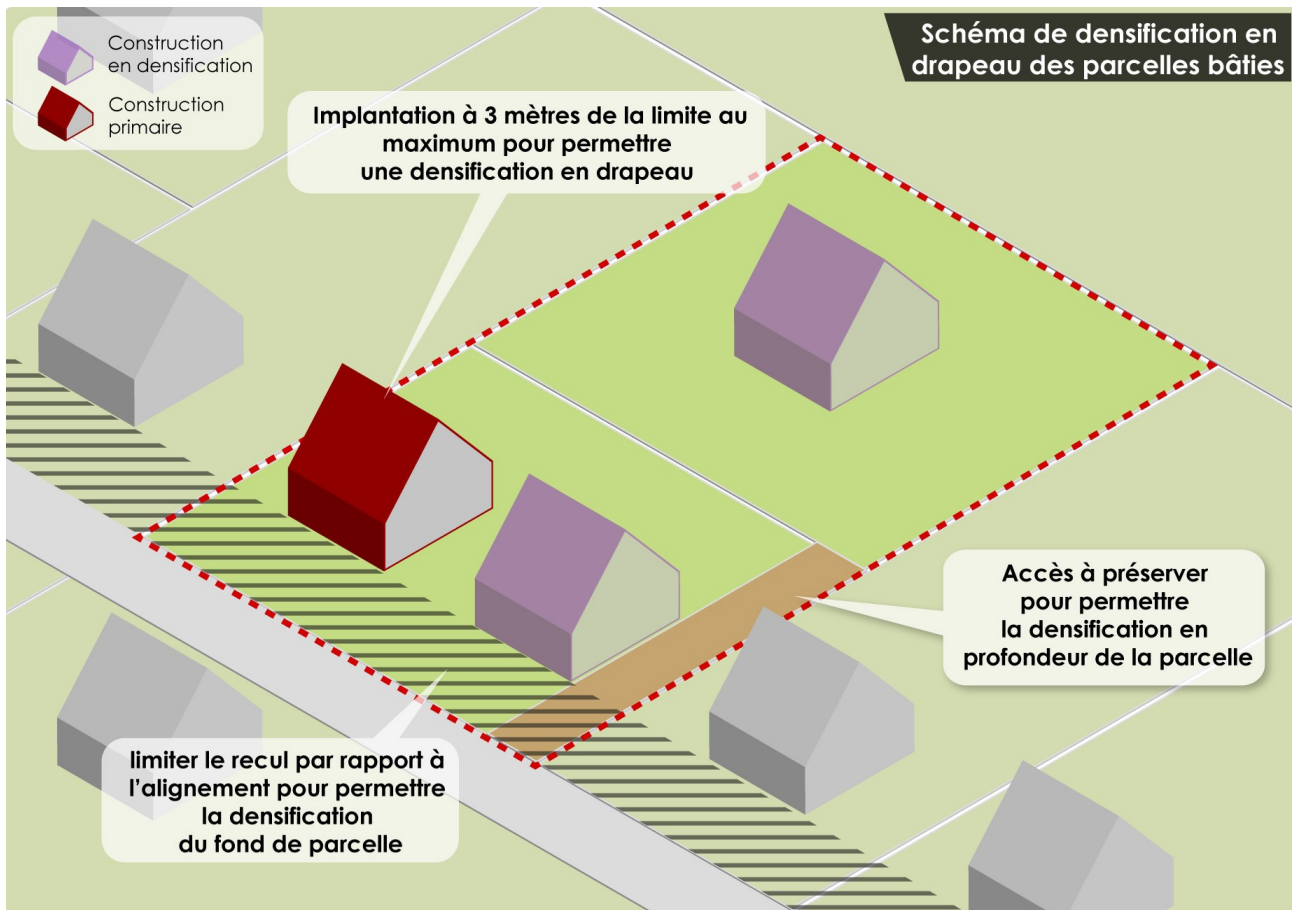 Schéma de densification en
drapeau des parcelles bâties
Construction
en densification
Construction
primaire
Implantation à 3 mètres de la limite au
maximum pour permettre
une densification en drapeau
Accès à préserver
pour permettre
la densification en
profondeur de la parcelle
limiter le recul par rapport à
l'alignement pour permettre
la densification
du fond de parcelle